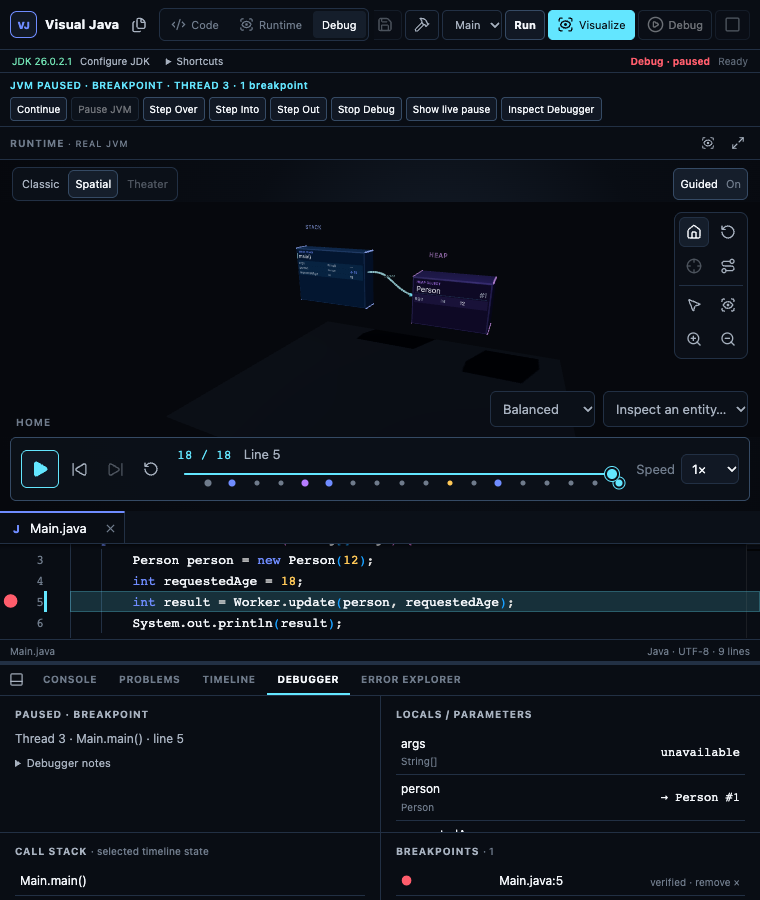 VJ Visual Java Code Runtime Debug Main Run Visualize Debug
JDK 26.0.2.1 Configure JDK ▶ Shortcuts Debug · paused Ready
JVM PAUSED · BREAKPOINT · THREAD 3 · 1 breakpoint
Continue Pause JVM Step Over Step Into Step Out Stop Debug Show live pause Inspect Debugger
RUNTIME · REAL JVM
Classic Spatial Theater Guided On
STACK
HEAP
main()
Person #1
HOME
Balanced Inspect an entity...
18 / 18 Line 5 Speed 1×
J Main.java ×
3 Person person = new Person(12);
4 int requestedAge = 18;
5 int result = Worker.update(person, requestedAge);
6 System.out.println(result);
Main.java Java · UTF-8 · 9 lines
CONSOLE PROBLEMS TIMELINE DEBUGGER ERROR EXPLORER
PAUSED · BREAKPOINT
Thread 3 · Main.main() · line 5
▶ Debugger notes
LOCALS / PARAMETERS
args unavailable
String[]
person → Person #1
Person
CALL STACK · selected timeline state
Main.main()
BREAKPOINTS · 1
Main.java:5 verified · remove ×